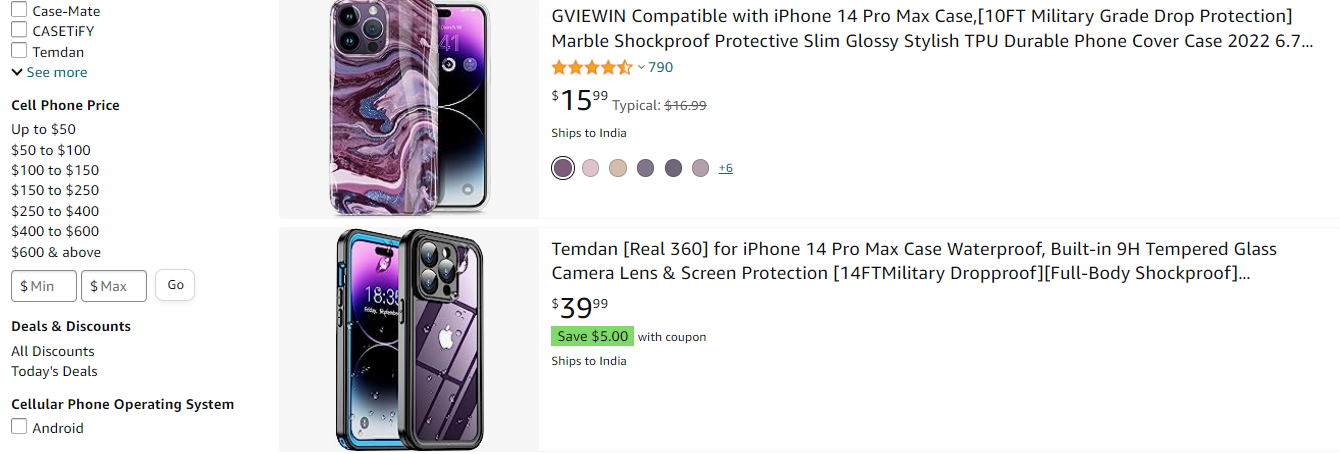 Case-Mate
CASETiFY
Temdan
See more
Cell Phone Price
Up to $50
$50 to $100
$100 to $150
$150 to $250
$250 to $400
$400 to $600
$600 & above
$ Min $ Max Go
Deals & Discounts
All Discounts
Today's Deals
Cellular Phone Operating System
Android
41
GVIEWIN Compatible with iPhone 14 Pro Max Case,[10FT Military Grade Drop Protection]
Marble Shockproof Protective Slim Glossy Stylish TPU Durable Phone Cover Case 2022 6.7...
790
$15.99 Typical: $16.99
Ships to India
+6
18:3
Friday,
Temdan [Real 360] for iPhone 14 Pro Max Case Waterproof, Built-in 9H Tempered Glass
Camera Lens & Screen Protection [14FTMilitary Dropproof][Full-Body Shockproof]...
$39.99
Save $5.00 with coupon
Ships to India